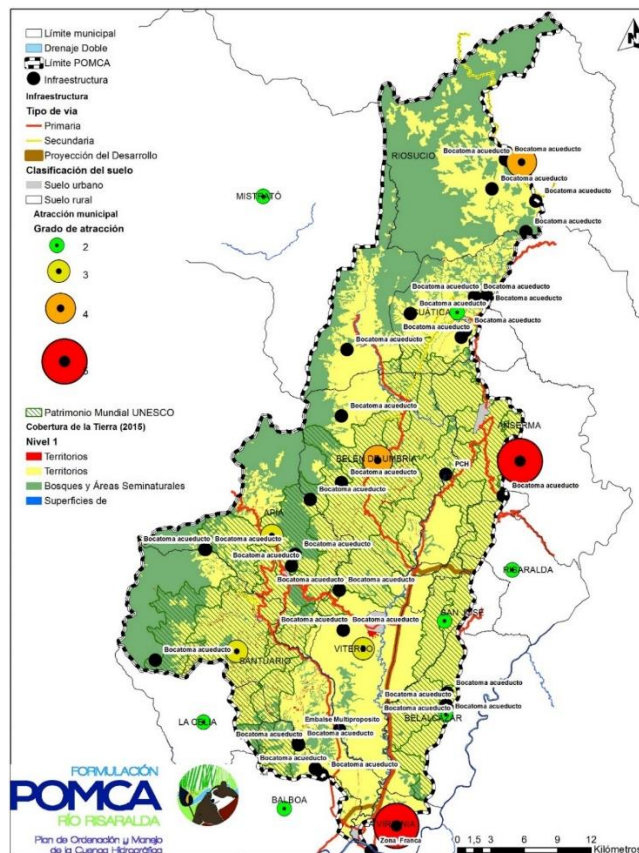 Límite municipal
Drenaje Doble
Límite POMCA
Infraestructura
Infraestructura
Tipo de via
Primaria
Secundaria
Proyección del Desarrollo
Clasificación del suelo
Suelo urbano
Suelo rural
Atracción municipal
Grado de atracción
2
3
4
Patrimonio Mundial UNESCO
Cobertura de la Tierra (2015)
Nivel 1
Territorios
Territorios
Bosques y Áreas Seminaturales
Superficies de
N
RIOSUCIO
Bocatoma acueducto Bocatoma acueducto
Bocatoma acueducto
Bocatoma acueducto
Bocatoma acueducto
MISTRATÓ
Bocatoma acueducto
Bocatoma acueducto Bocatoma acueducto
Bocatoma acueducto
Bocatoma acueducto
Bocatoma acueducto
Bocatoma acueducto
Bocatoma acueducto
ANSERMA
BELÉN DE UMBRÍA
PCH
Bocatoma acueducto
Bocatoma acueducto
Bocatoma acueducto
APIA
Bocatoma acueducto Bocatoma acueducto
Bocatoma acueducto
Bocatoma acueducto
RISARALDA
Bocatoma acueducto Bocatoma acueducto
SAN JOSÉ
Bocatoma acueducto Bocatoma acueducto
VITERBO
Bocatoma acueducto
SANTUARIO
Bocatoma acueducto
Bocatoma acueducto
Bocatoma acueducto
BELALCÁZAR
LA CELIA
Embalse Multiproposito
Bocatoma acueducto
Bocatoma acueducto
Bocatoma acueducto
BALBOA
Zona Franca
FORMULACIÓN
POMCA
RÍO RISARALDA
Plan de Ordenación y Manejo
de la Cuenca Hidrográfica
0 1,5 3 6 9 12
Kilómetros